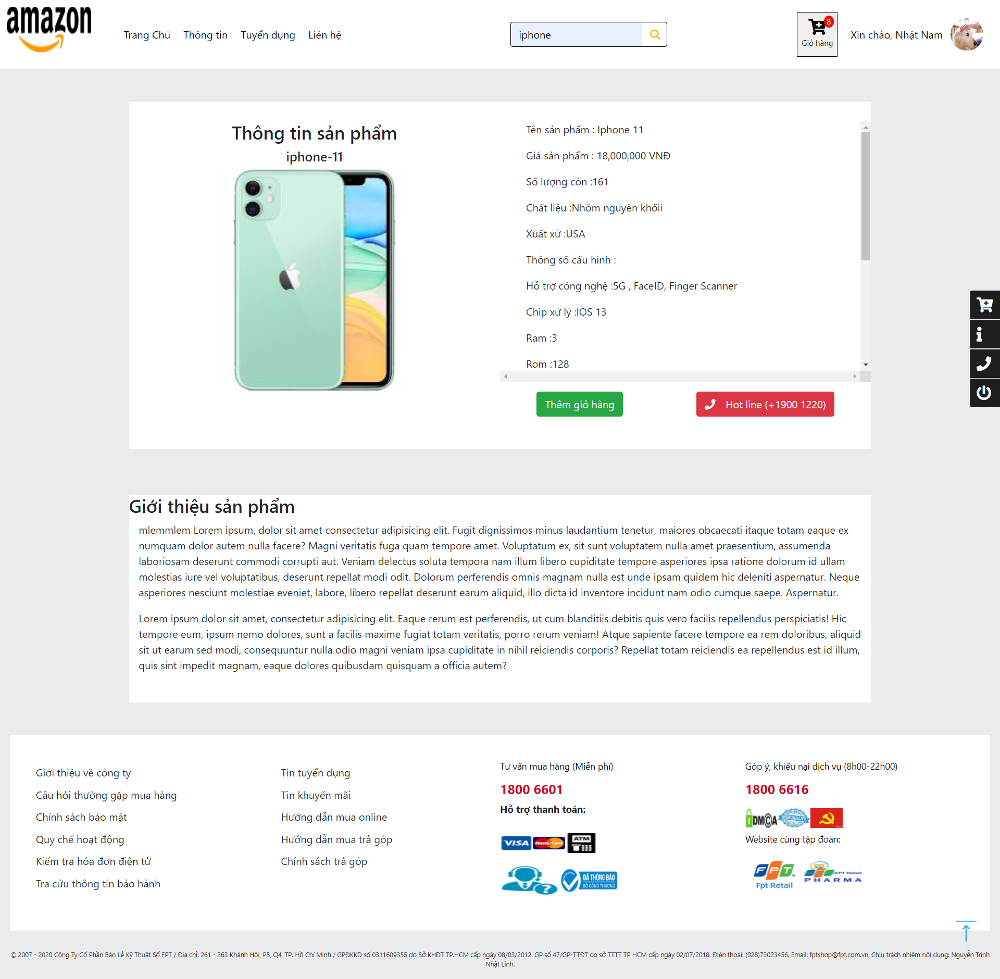 amazon
Trang Chủ Thông tin Tuyển dụng Liên hệ
iphone
8
Giỏ hàng
Xin chào, Nhật Nam
Thông tin sản phẩm
iphone-11
Tên sản phẩm : Iphone 11
Giá sản phẩm : 18,000,000 VNĐ
Số lượng còn :161
Chất liệu :Nhôm nguyên khốii
Xuất xứ :USA
Thông số cấu hình :
Hỗ trợ công nghệ :5G , FaceID, Finger Scanner
Chip xử lý :IOS 13
Ram :3
Rom :128
Thêm giỏ hàng
Hot line (+1900 1220)
Giới thiệu sản phẩm
mlemmlem Lorem ipsum, dolor sit amet consectetur adipisicing elit. Fugit dignissimos minus laudantium tenetur, maiores obcaecati itaque totam eaque ex
numquam dolor autem nulla facere? Magni veritatis fuga quam tempore amet. Voluptatum ex, sit sunt voluptatem nulla amet praesentium, assumenda
laboriosam deserunt commodi corrupti aut. Veniam delectus soluta tempora nam illum libero cupiditate tempore asperiores ipsa ratione dolorum id ullam
molestias iure vel voluptatibus, deserunt repellat modi odit. Dolorum perferendis omnis magnam nulla est unde ipsam quidem hic deleniti aspernatur. Neque
asperiores nesciunt molestiae eveniet, labore, libero repellat deserunt earum aliquid, illo dicta id inventore incidunt nam odio cumque saepe. Aspernatur.
Lorem ipsum dolor sit amet, consectetur adipisicing elit. Eaque rerum est perferendis, ut cum blanditiis debitis quis vero facilis repellendus perspiciatis! Hic
tempore eum, ipsum nemo dolores, sunt a facilis maxime fugiat totam veritatis, porro rerum veniam! Atque sapiente facere tempore ea rem doloribus, aliquid
sit ut earum sed modi, consequuntur nulla odio magni veniam ipsa cupiditate in nihil reiciendis corporis? Repellat totam reiciendis ea repellendus est id illum,
quis sint impedit magnam, eaque dolores quibusdam quisquam a officia autem?
Giới thiệu về công ty
Câu hỏi thường gặp mua hàng
Chính sách bảo mật
Quy chế hoạt động
Kiểm tra hóa đơn điện tử
Tra cứu thông tin bảo hành
Tin tuyển dụng
Tin khuyến mãi
Hướng dẫn mua online
Hướng dẫn mua trả góp
Chính sách trả góp
Tư vấn mua hàng (Miễn phí)
1800 6601
Hỗ trợ thanh toán:
VISA MasterCard ATM
?
ĐÃ THÔNG BÁO
BỘ CÔNG THƯƠNG
Góp ý, khiếu nại dịch vụ (8h00-22h00)
1800 6616
DMCA HIGH QUALITY
Website cùng tập đoàn:
FPT
Fpt Retail
FPT Retail
PHARMA
© 2007 - 2020 Công Ty Cổ Phần Bán Lẻ Kỹ Thuật Số FPT / Địa chỉ: 261 - 263 Khánh Hội, P5, Q4, TP. Hồ Chí Minh / GPĐKKD số 0311609355 do Sở KHĐT TP.HCM cấp ngày 08/03/2012. GP số 47/GP-TTĐT do sở TTTT TP HCM cấp ngày 02/07/2018. Điện thoại: (028)73023456. Email: fptshop@fpt.com.vn. Chịu trách nhiệm nội dung: Nguyễn Trịnh
Nhật Linh.